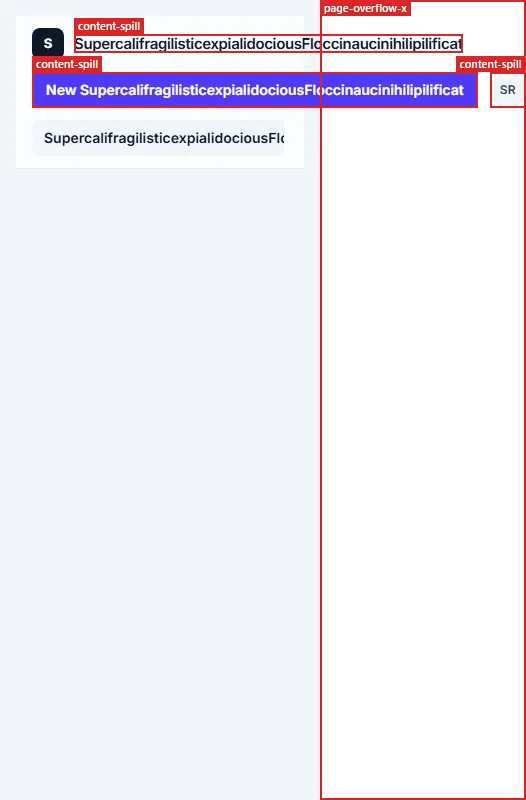 page-overflow-x
content-spill
S
SupercalifragilisticexpialidociousFloccinaucinihilipilificat
content-spill
content-spill
New SupercalifragilisticexpialidociousFloccinaucinihilipilificat
SR
SupercalifragilisticexpialidociousFlo